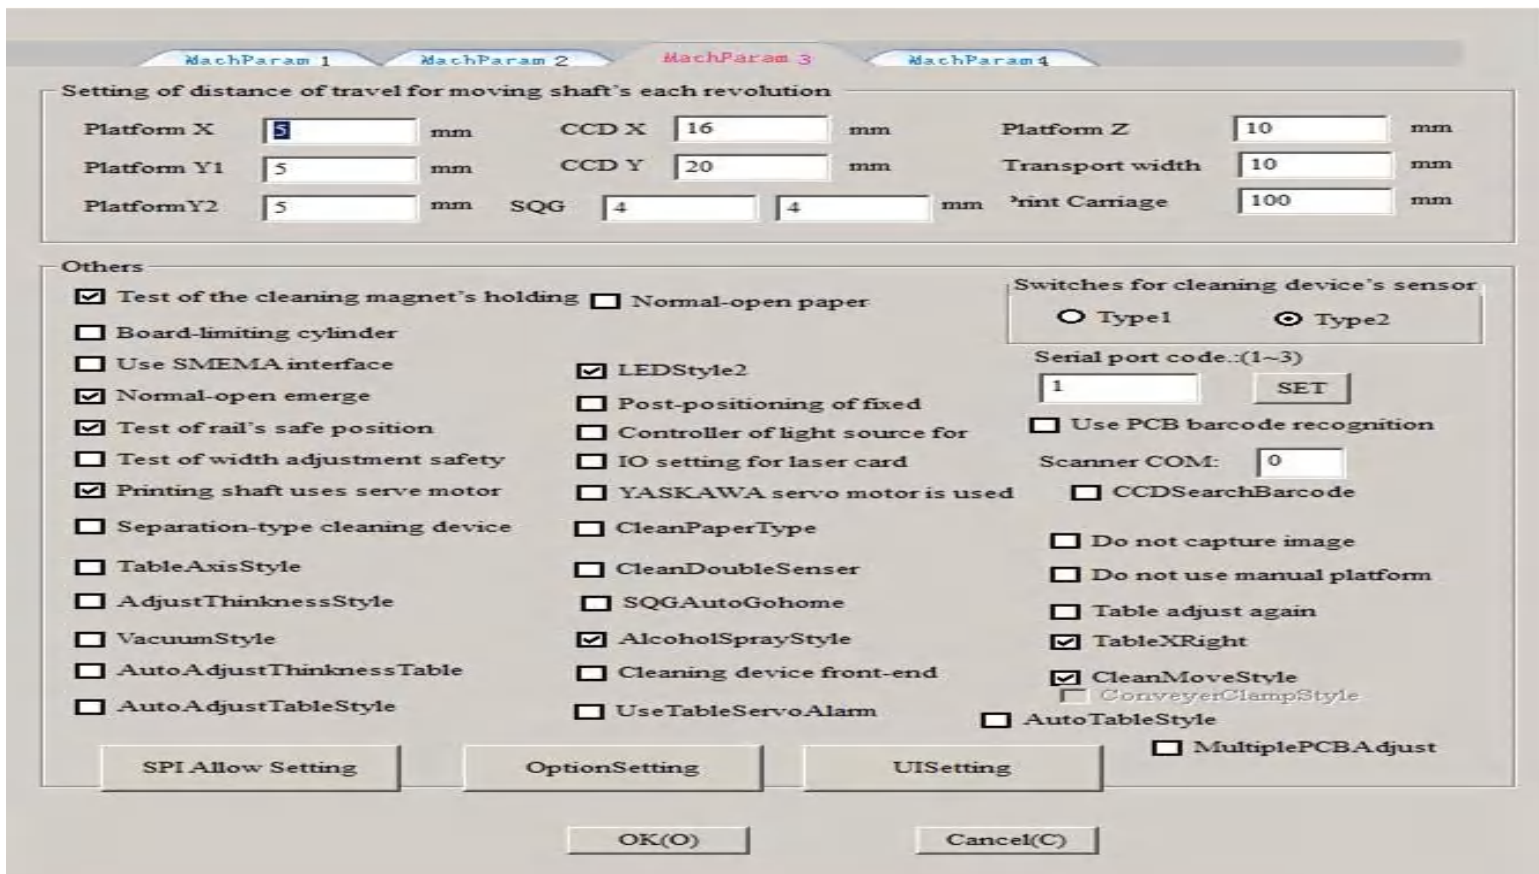 MachParam 1 MachParam 2 MachParam 3 MachParam 4
Setting of distance of travel for moving shaft's each revolution
Platform X 5 mm CCD X 16 mm Platform Z 10 mm
Platform Y1 5 mm CCD Y 20 mm Transport width 10 mm
PlatformY2 5 mm SQG 4 4 mm rint Carriage 100 mm
Others
Test of the cleaning magnet's holding Normal-open paper
Switches for cleaning device's sensor
Type1 Type2
Board-limiting cylinder
Use SMEMA interface LEDStyle2
Serial port code.:(1~3)
1 SET
Normal-open emerge Post-positioning of fixed
Test of rail's safe position Controller of light source for Use PCB barcode recognition
Test of width adjustment safety IO setting for laser card Scanner COM: 0
Printing shaft uses serve motor YASKAWA servo motor is used CCDSearchBarcode
Separation-type cleaning device CleanPaperType Do not capture image
TableAxisStyle CleanDoubleSenser Do not use manual platform
AdjustThinknessStyle SQGAutoGohome Table adjust again
VacuumStyle AlcoholSprayStyle TableXRight
AutoAdjustThinknessTable Cleaning device front-end CleanMoveStyle
ConveyerClampStyle
AutoAdjustTableStyle UseTableServoAlarm AutoTableStyle
MultiplePCBAdjust
SPI Allow Setting OptionSetting UISetting
OK(O) Cancel(C)